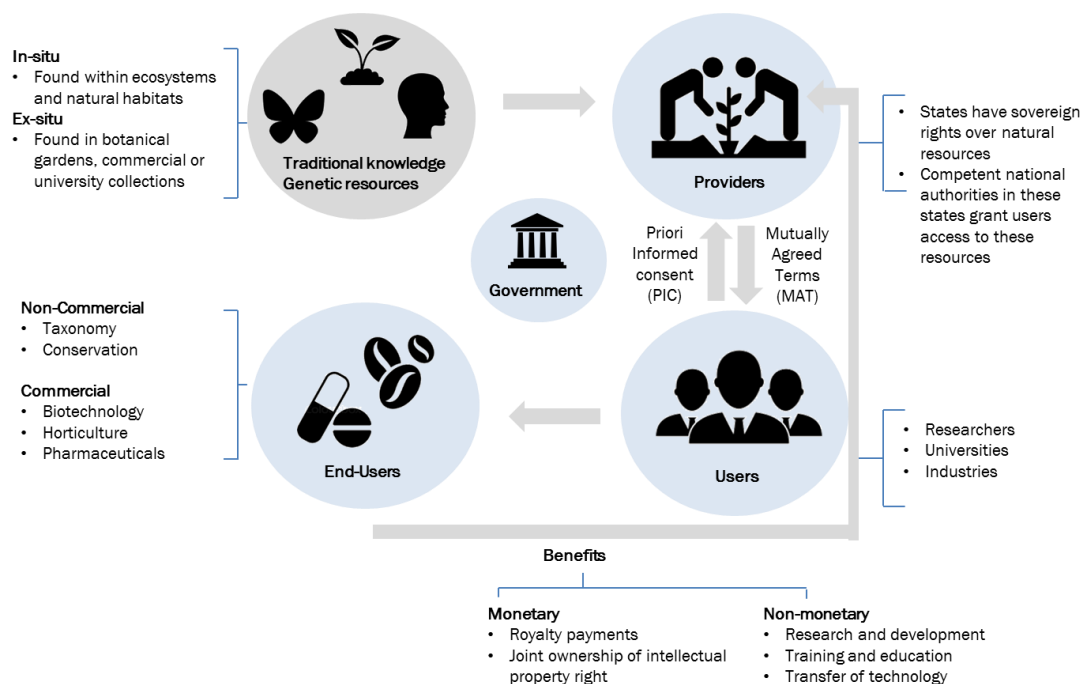 In-situ
• Found within ecosystems
and natural habitats
Ex-situ
• Found in botanical
gardens, commercial or
university collections
Traditional knowledge
Genetic resources
Providers
• States have sovereign
rights over natural
resources
• Competent national
authorities in these
states grant users
access to these
resources
Government
Priori
Informed
consent
(PIC)
Mutually
Agreed
Terms
(MAT)
Non-Commercial
• Taxonomy
• Conservation
Commercial
• Biotechnology
• Horticulture
• Pharmaceuticals
End-Users
Users
• Researchers
• Universities
• Industries
Benefits
Monetary
• Royalty payments
• Joint ownership of intellectual
property right
Non-monetary
• Research and development
• Training and education
• Transfer of technology